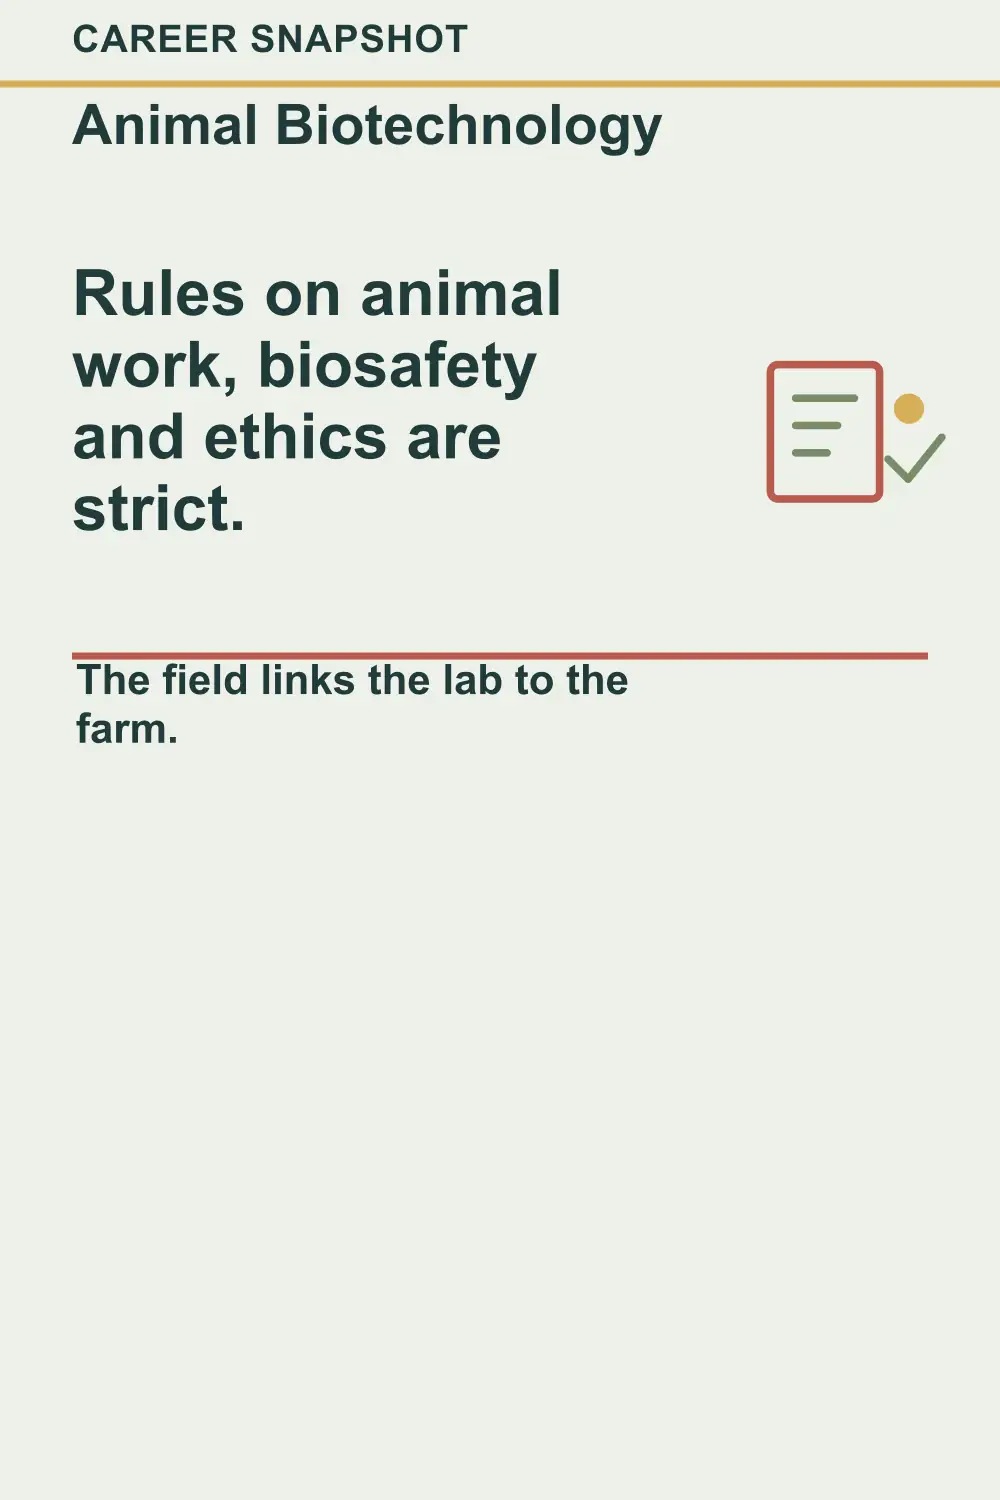 CAREER SNAPSHOT
Animal Biotechnology
Rules on animal
work, biosafety
and ethics are
strict.
The field links the lab to the
farm.